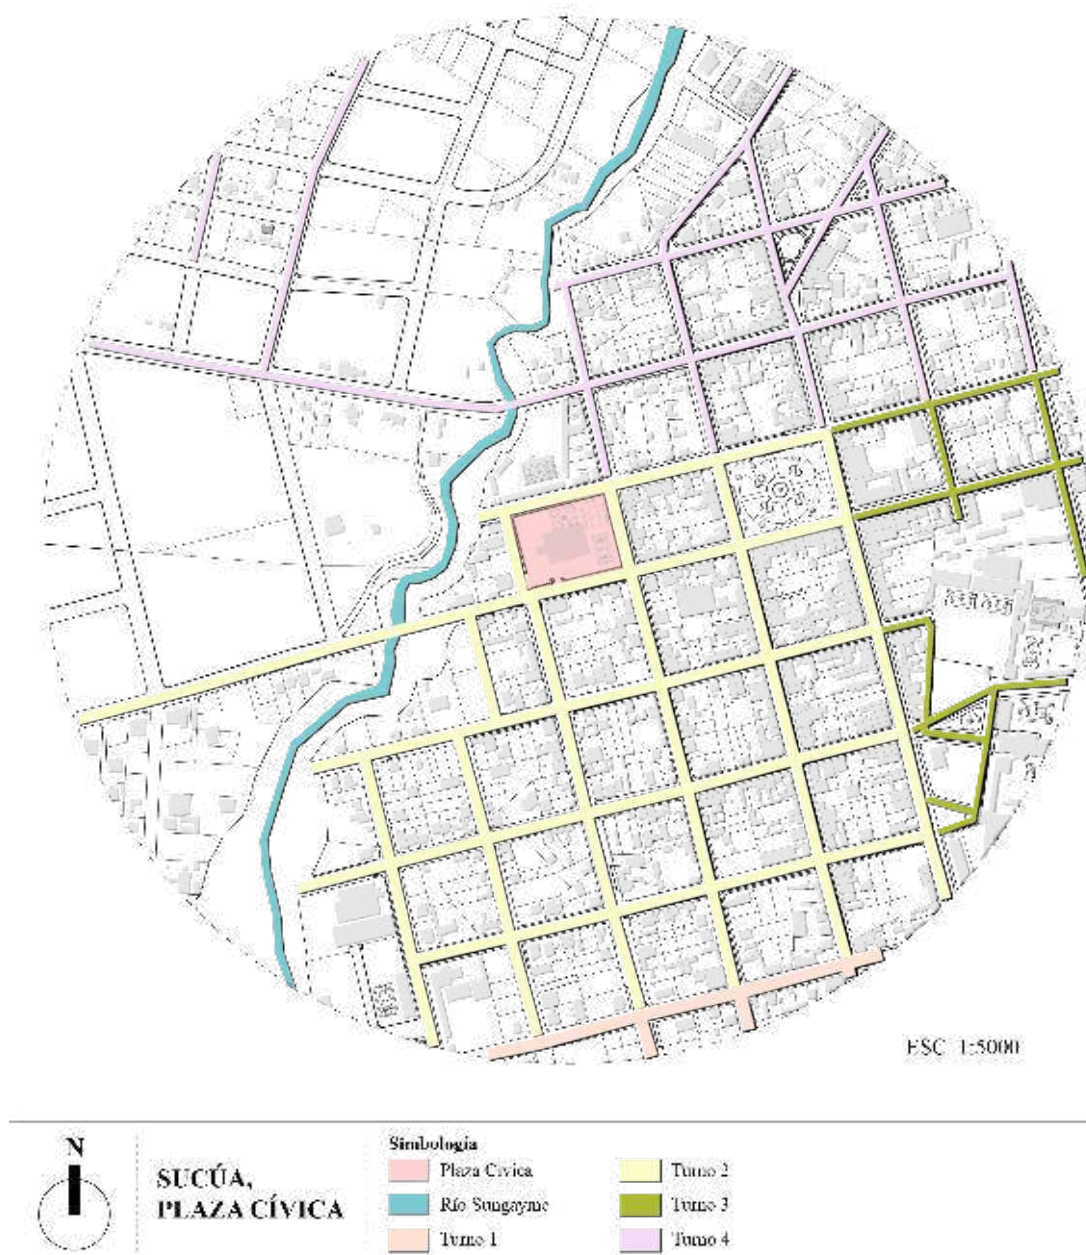 ESC 1:5000
N
SUCÚA,
PLAZA CÍVICA
Simbología
Plaza Cívica
Río Sungayme
Turno 1
Turno 2
Turno 3
Turno 4